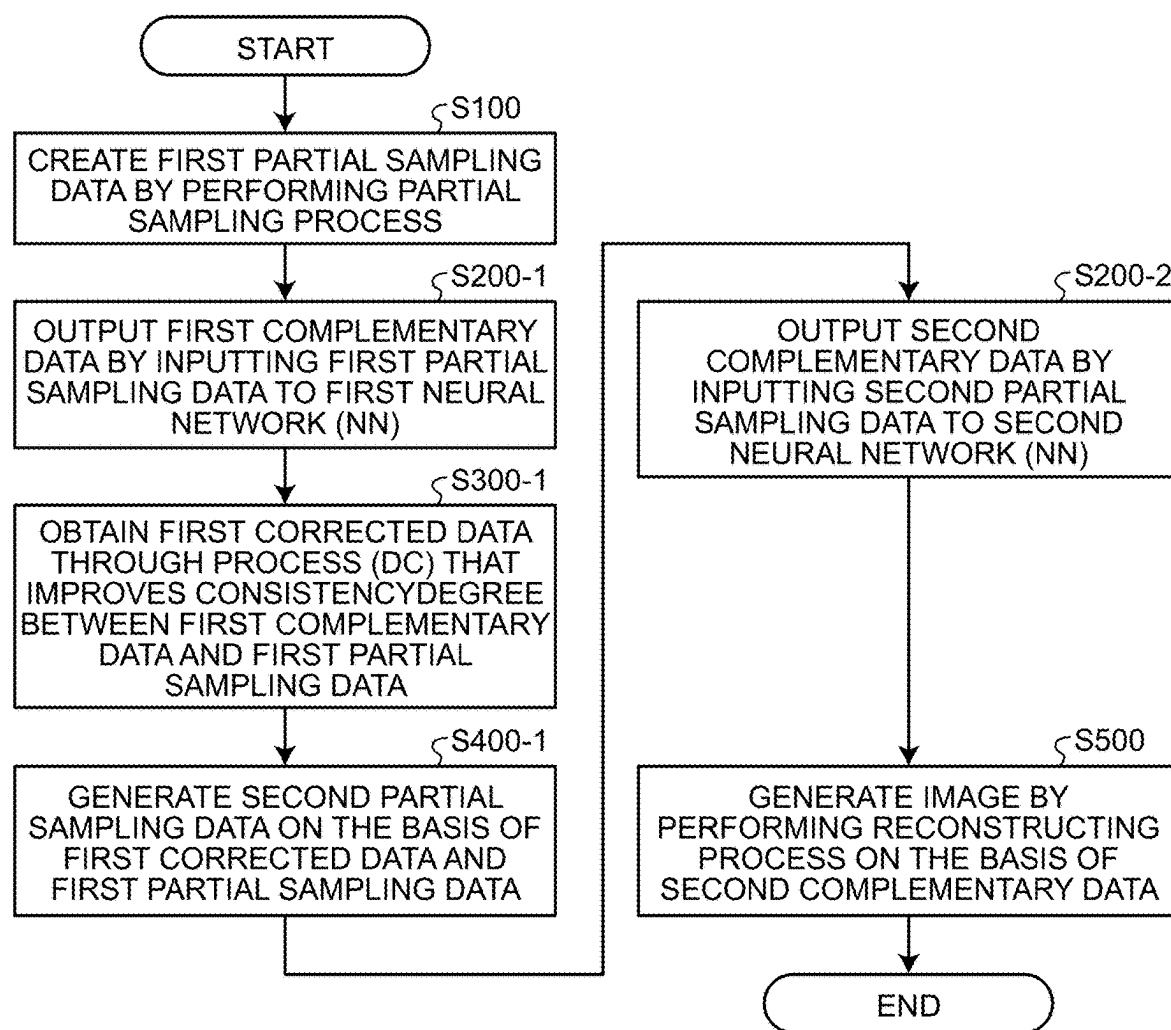 START
S100
CREATE FIRST PARTIAL SAMPLING
DATA BY PERFORMING PARTIAL
SAMPLING PROCESS
S200-1
OUTPUT FIRST COMPLEMENTARY
DATA BY INPUTTING FIRST PARTIAL
SAMPLING DATA TO FIRST NEURAL
NETWORK (NN)
S300-1
OBTAIN FIRST CORRECTED DATA
THROUGH PROCESS (DC) THAT
IMPROVES CONSISTENCYDEGREE
BETWEEN FIRST COMPLEMENTARY
DATA AND FIRST PARTIAL
SAMPLING DATA
S400-1
GENERATE SECOND PARTIAL
SAMPLING DATA ON THE BASIS OF
FIRST CORRECTED DATA AND
FIRST PARTIAL SAMPLING DATA
S200-2
OUTPUT SECOND
COMPLEMENTARY DATA BY
INPUTTING SECOND PARTIAL
SAMPLING DATA TO SECOND
NEURAL NETWORK (NN)
S500
GENERATE IMAGE BY
PERFORMING RECONSTRUCTING
PROCESS ON THE BASIS OF
SECOND COMPLEMENTARY DATA
END